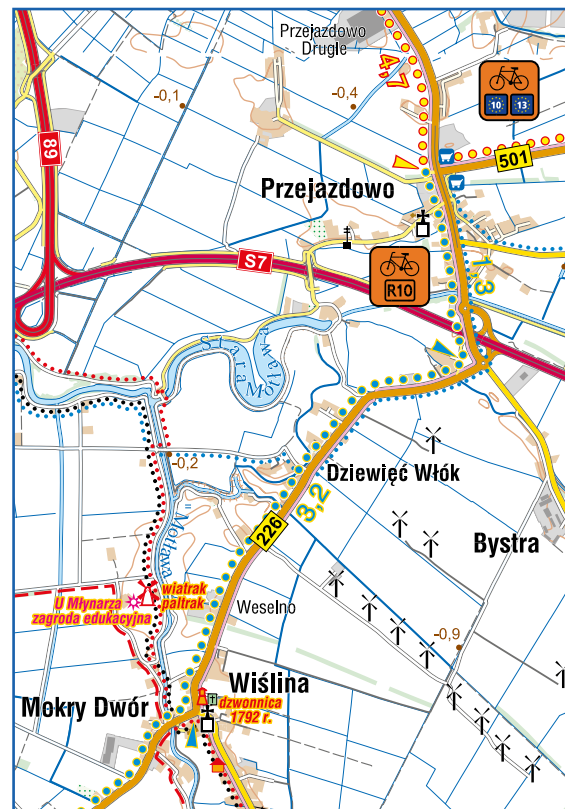 Przejazdowo
Drugie
4,7
-0,1
-0,4
10 13
89
501
Przejazdowo
S7
R10
1,3
Stara Motława
-0,2
Dziewięć Włók
3,2
226
Bystra
= Motława
wiatrak
paltrak
U Młynarza
zagroda edukacyjna
Weselno
-0,9
Wiślina
Mokry Dwór
dzwonnica
1792 r.